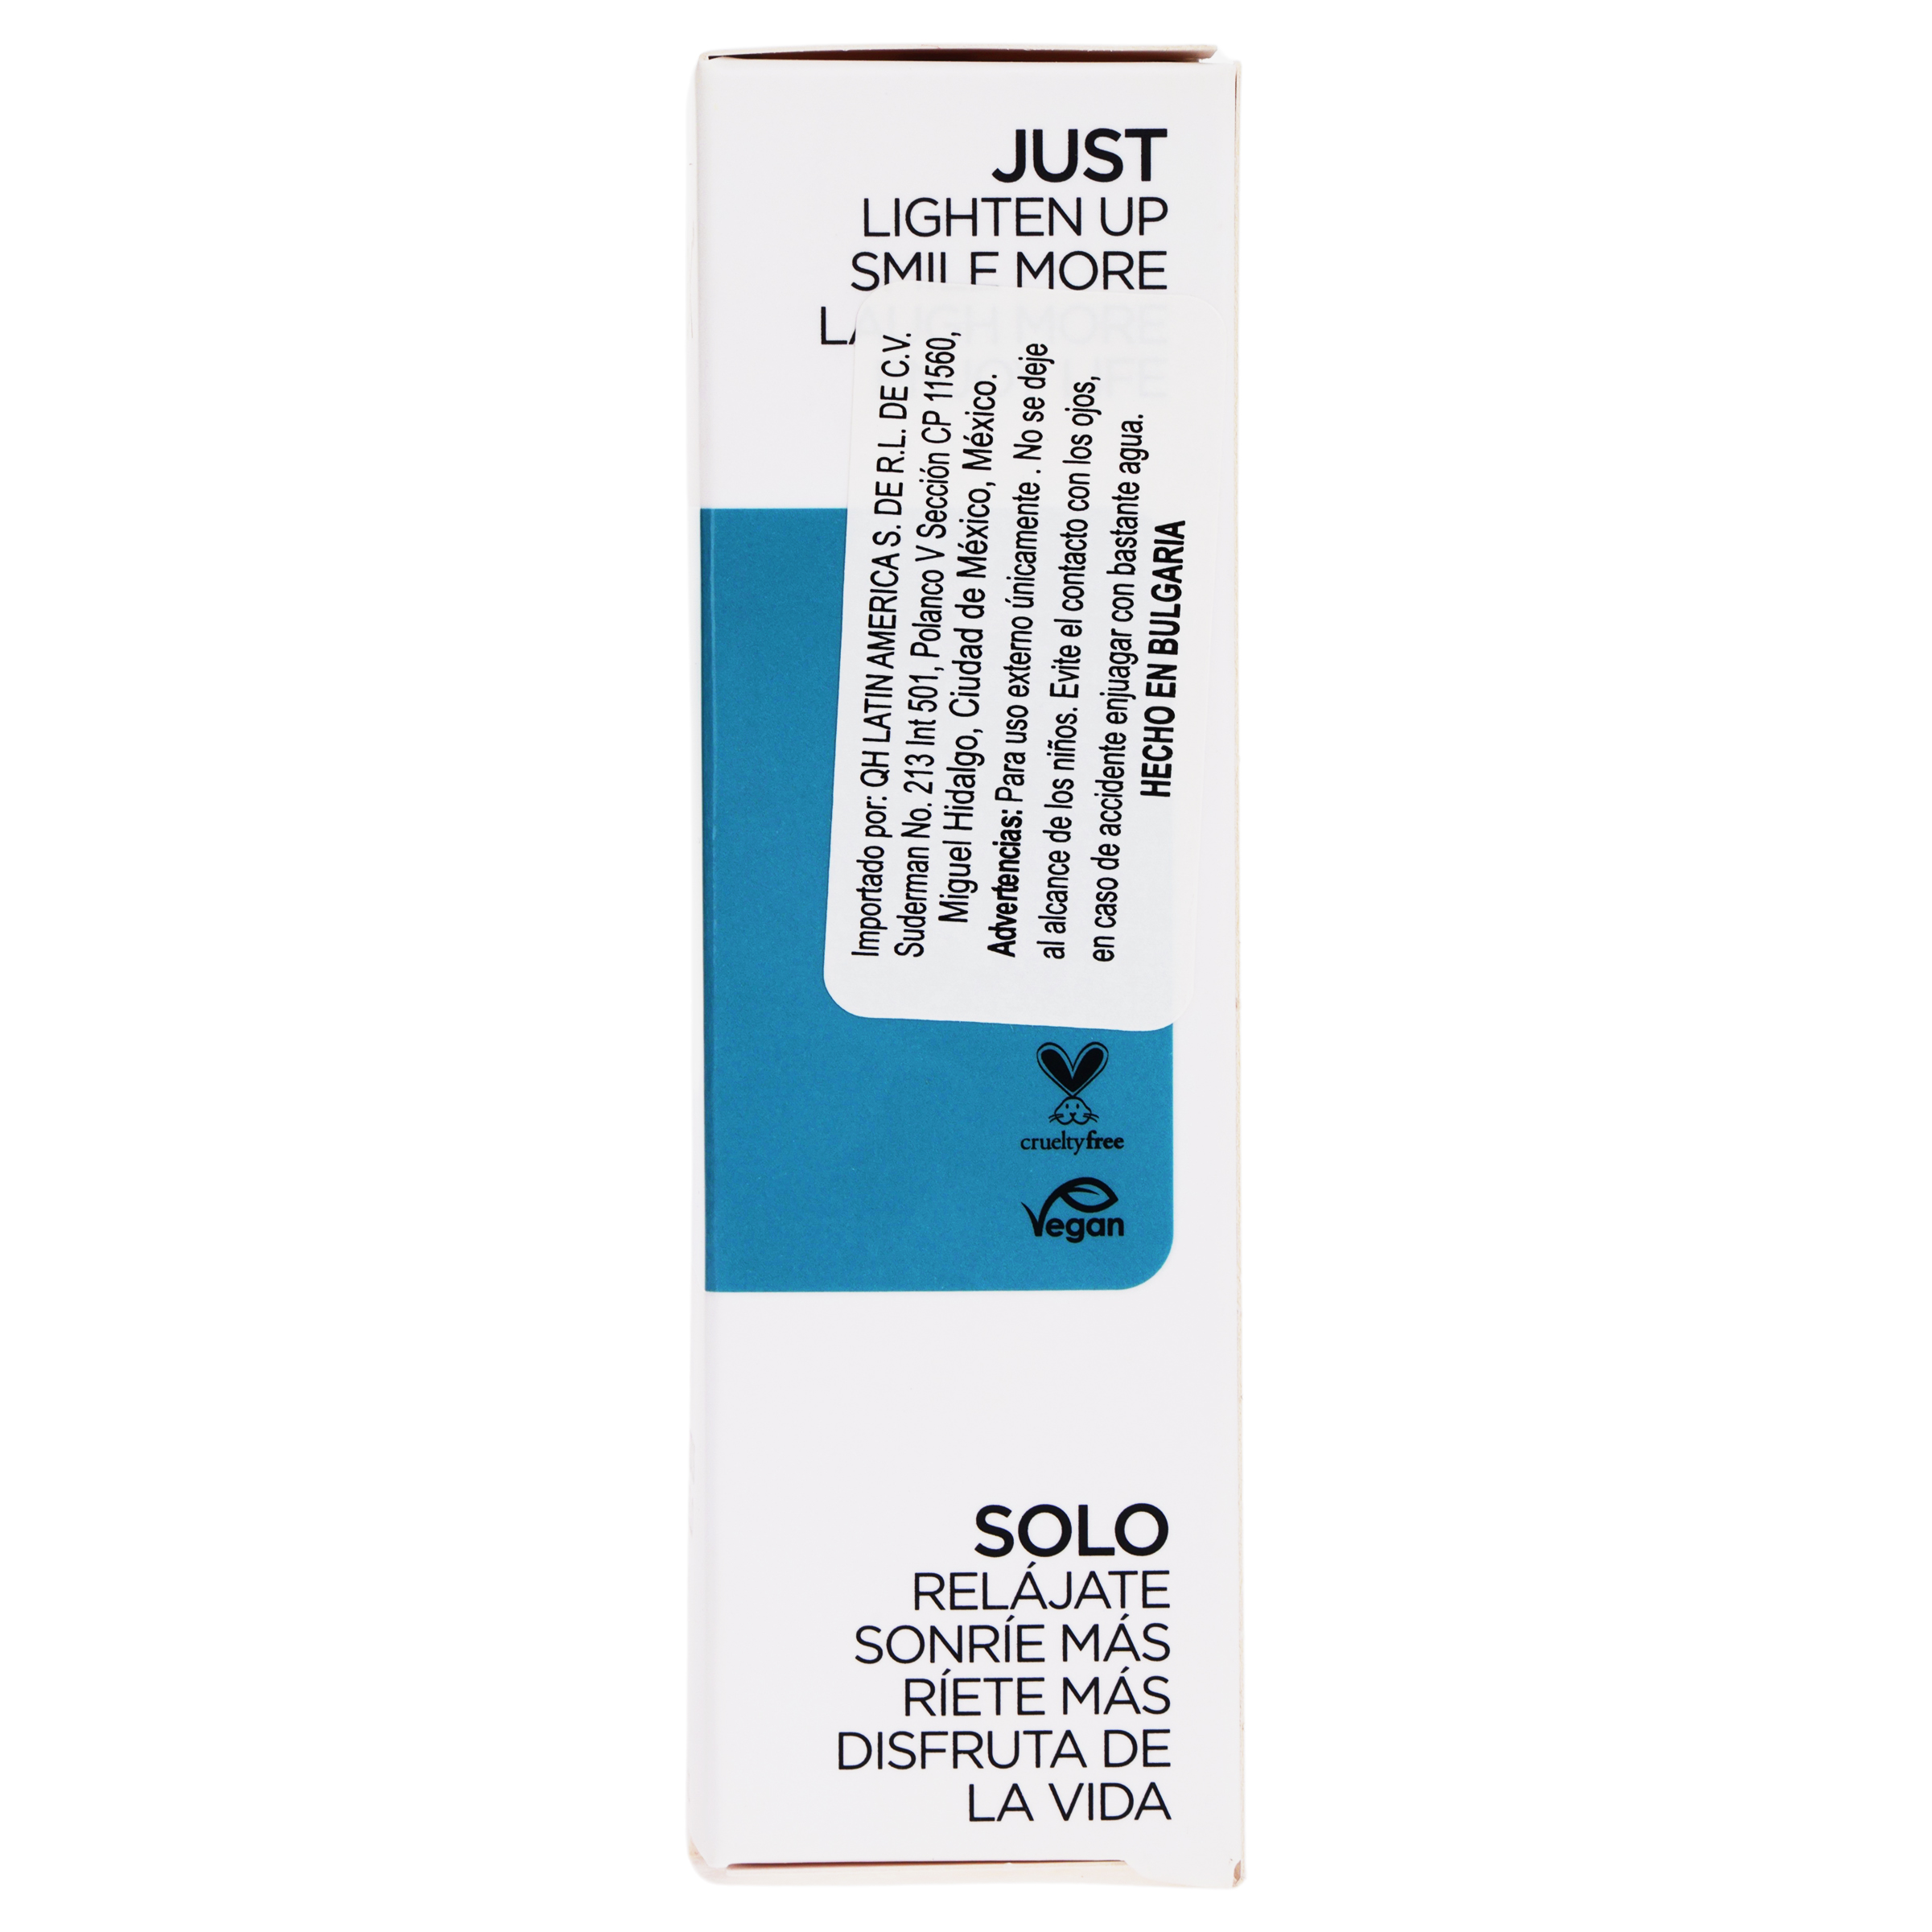 JUST
LIGHTEN UP
SMILE MORE
LAUGH MORE
LIFE
Importado por: QH LATIN AMERICA S. DE R.L. DE C.V.
Suderman No. 213 Int 501, Polanco V Sección CP 11560,
Miguel Hidalgo, Ciudad de México, México.
Advertencias: Para uso externo únicamente . No se deje
al alcance de los niños. Evite el contacto con los ojos,
en caso de accidente enjuagar con bastante agua.
HECHO EN BULGARIA
crueltyfree
Vegan
SOLO
RELÁJATE
SONRÍE MÁS
RÍETE MÁS
DISFRUTA DE
LA VIDA